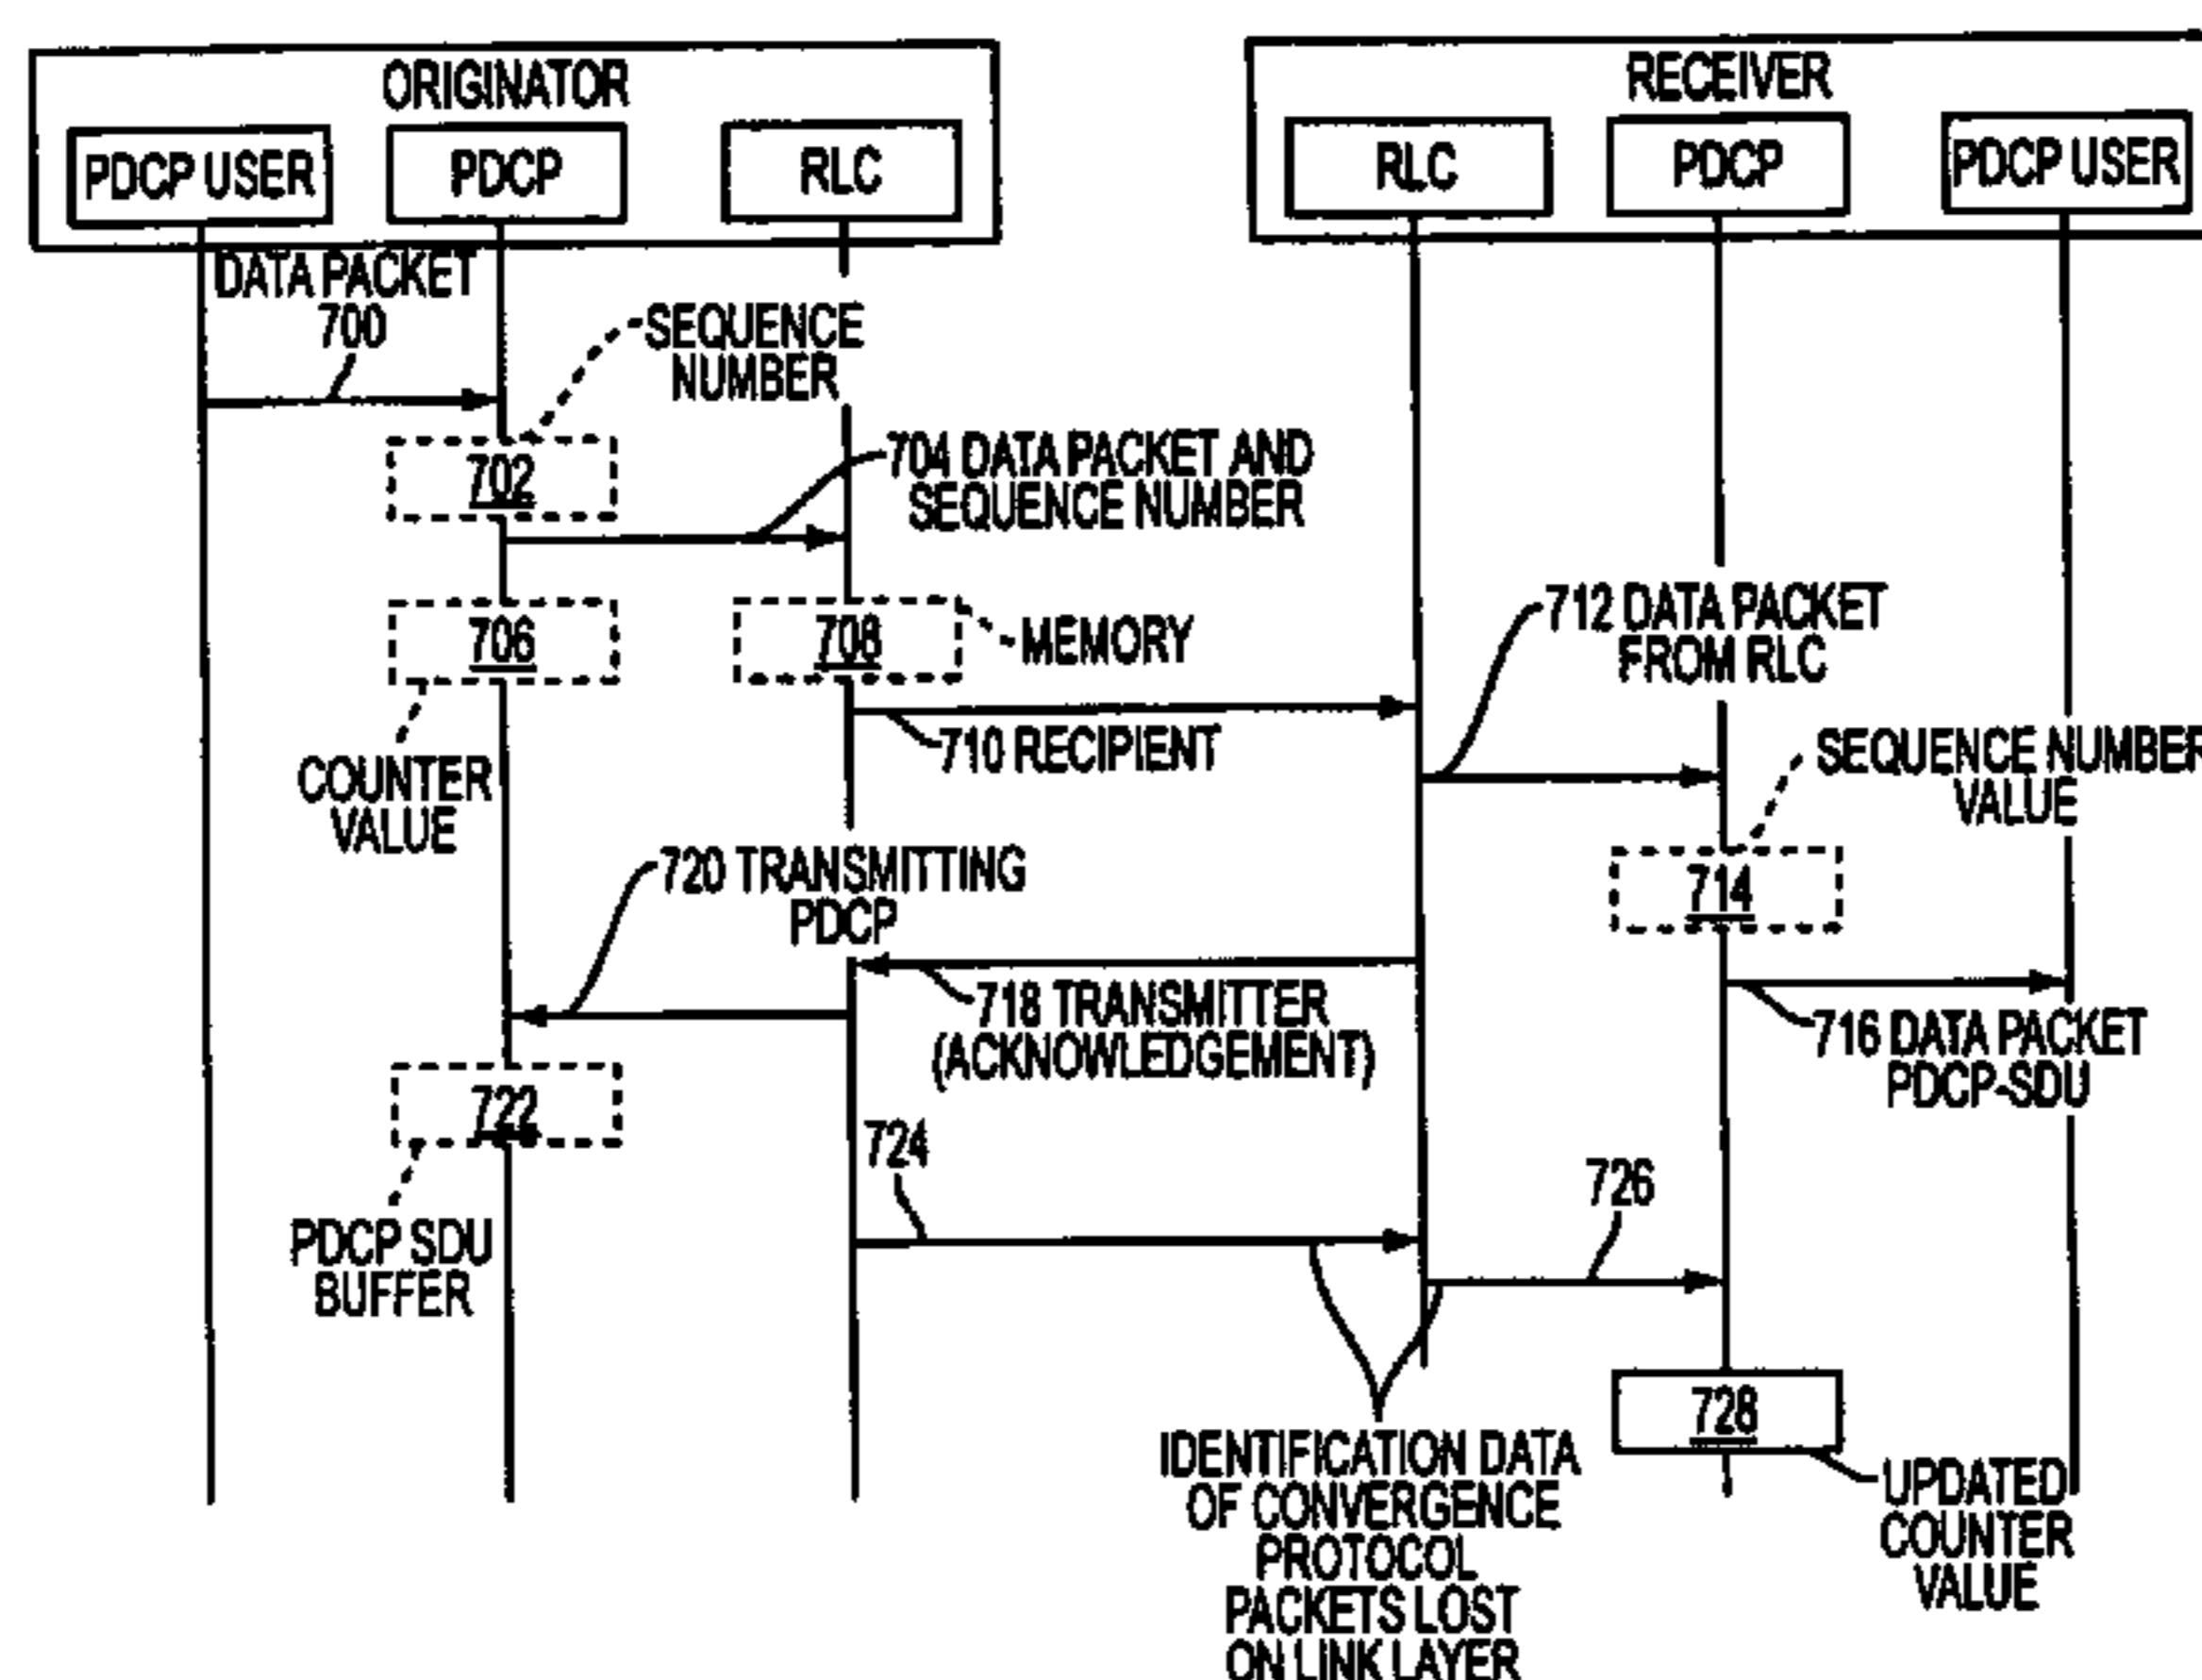 ORIGINATOR
PDCP USER
PDCP
RLC
RECEIVER
RLC
PDCP
PDCP USER
DATA PACKET
700
SEQUENCE
NUMBER
702
704 DATA PACKET AND
SEQUENCE NUMBER
706
708
MEMORY
712 DATA PACKET
FROM RLC
710 RECIPIENT
COUNTER
VALUE
SEQUENCE NUMBER
VALUE
720 TRANSMITTING
PDCP
714
718 TRANSMITTER
(ACKNOWLEDGEMENT)
716 DATA PACKET
PDCP-SDU
722
724
726
PDCP SDU
BUFFER
728
IDENTIFICATION DATA
OF CONVERGENCE
PROTOCOL
PACKETS LOST
ON LINK LAYER
UPDATED
COUNTER
VALUE